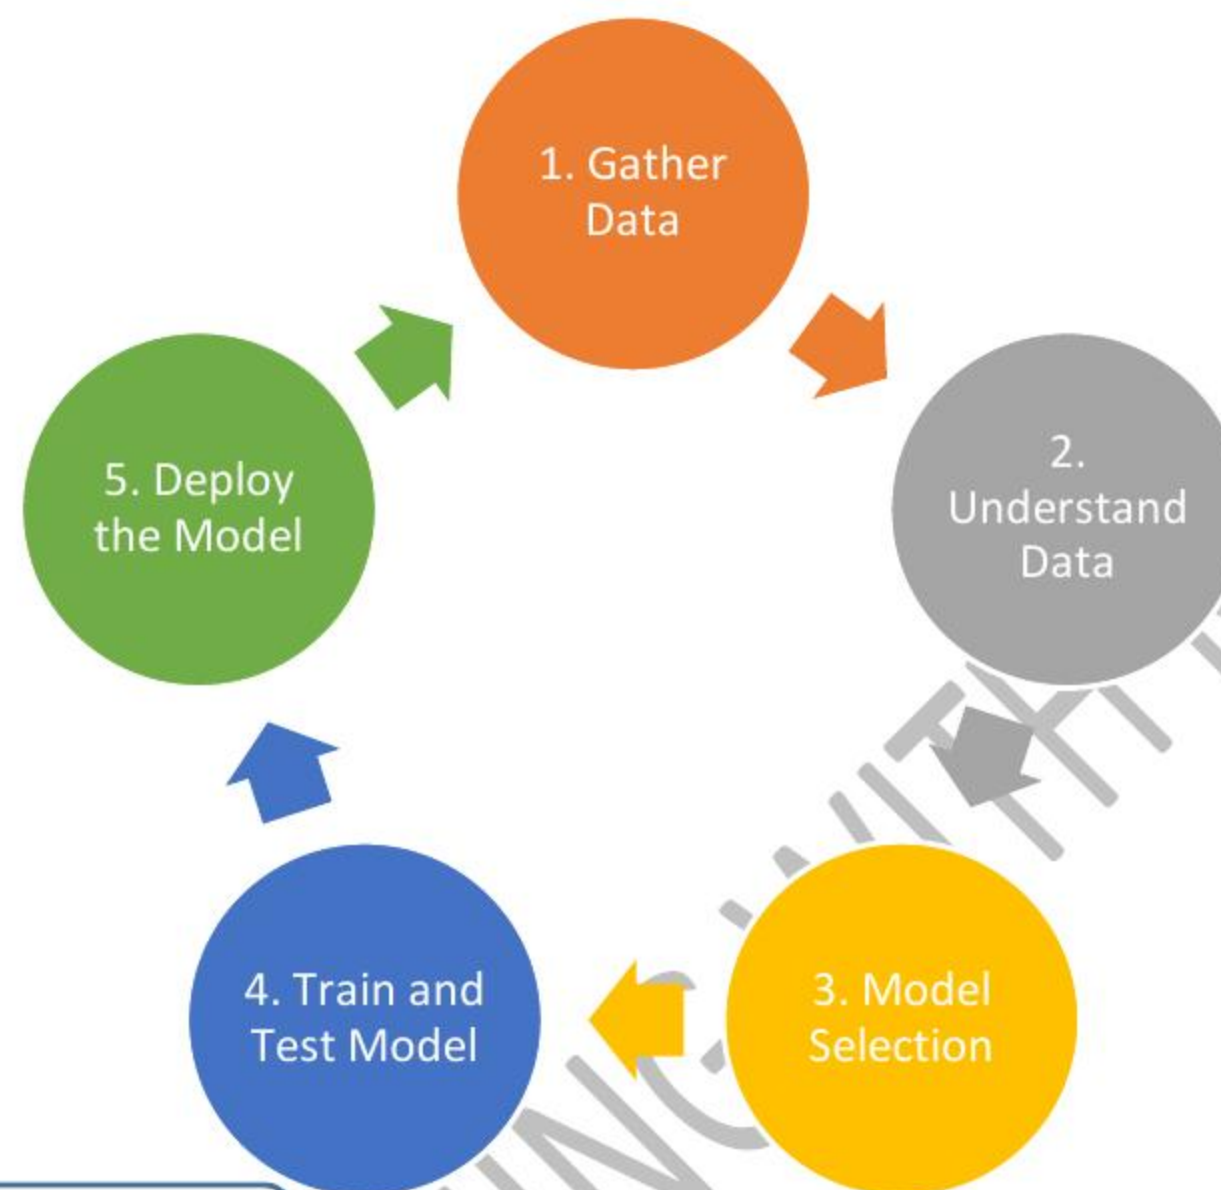 1. Gather
Data
2.
Understand
Data
3. Model
Selection
4. Train and
Test Model
5. Deploy
the Model